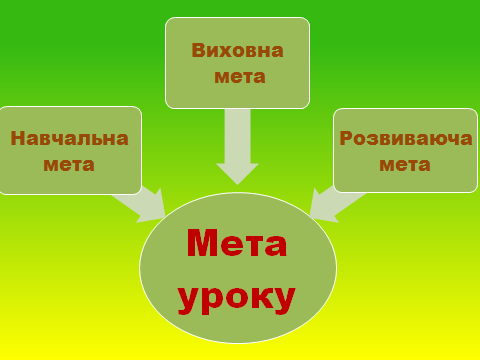 Виховна
мета
Навчальна
мета
Розвиваюча
мета
Мета
уроку